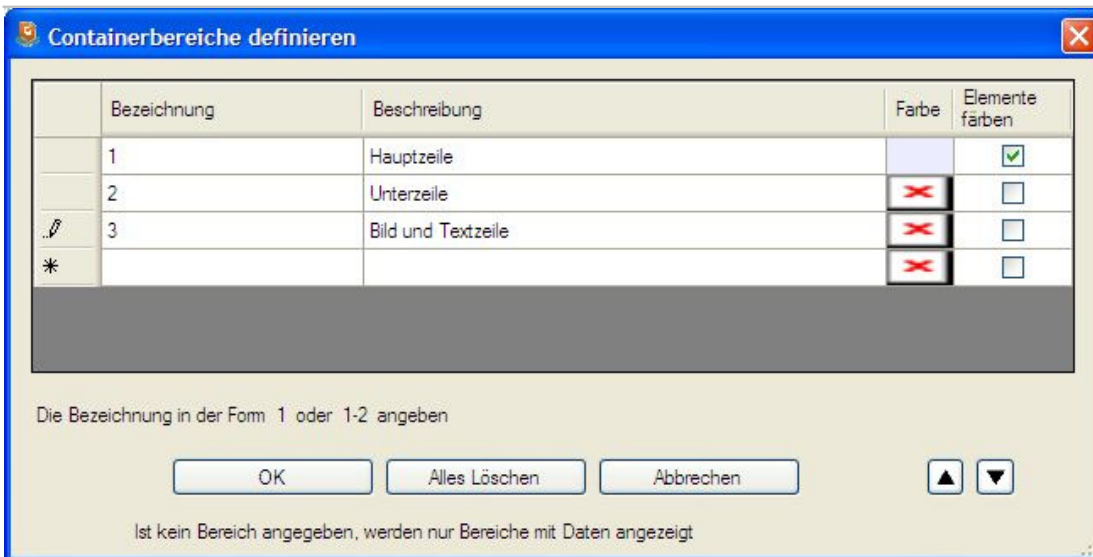 Containerbereiche definieren
Bezeichnung Beschreibung Farbe Elemente färben
1 Hauptzeile
2 Unterzeile
3 Bild und Textzeile
Die Bezeichnung in der Form 1 oder 1-2 angeben
OK Alles Löschen Abbrechen
Ist kein Bereich angegeben, werden nur Bereiche mit Daten angezeigt